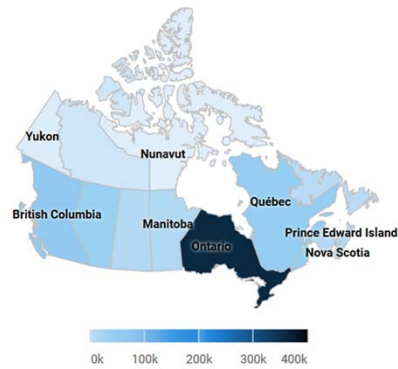 Yukon
Nunavut
British Columbia
Manitoba
Québec
Ontario
Prince Edward Island
Nova Scotia
0k 100k 200k 300k 400k